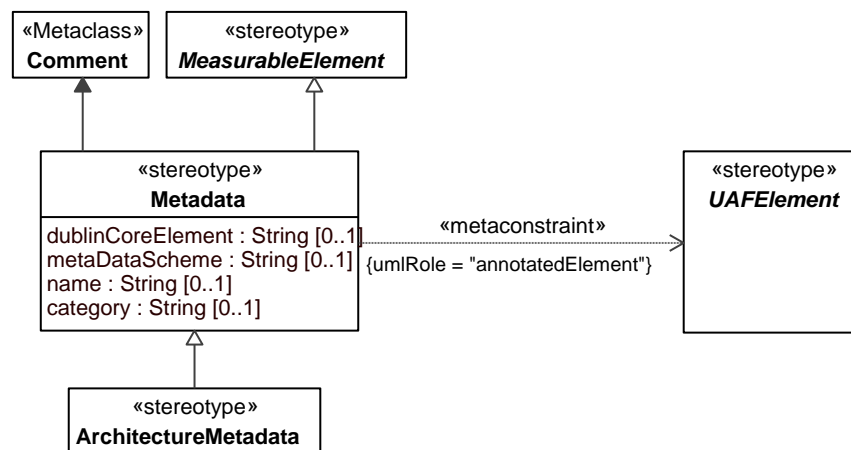 «Metaclass»
Comment
«stereotype»
MeasurableElement
«stereotype»
Metadata
dublinCoreElement : String [0..1]
metaDataScheme : String [0..1]
name : String [0..1]
category : String [0..1]
«metaconstraint»
{umlRole = "annotatedElement"}
«stereotype»
UAFElement
«stereotype»
ArchitectureMetadata